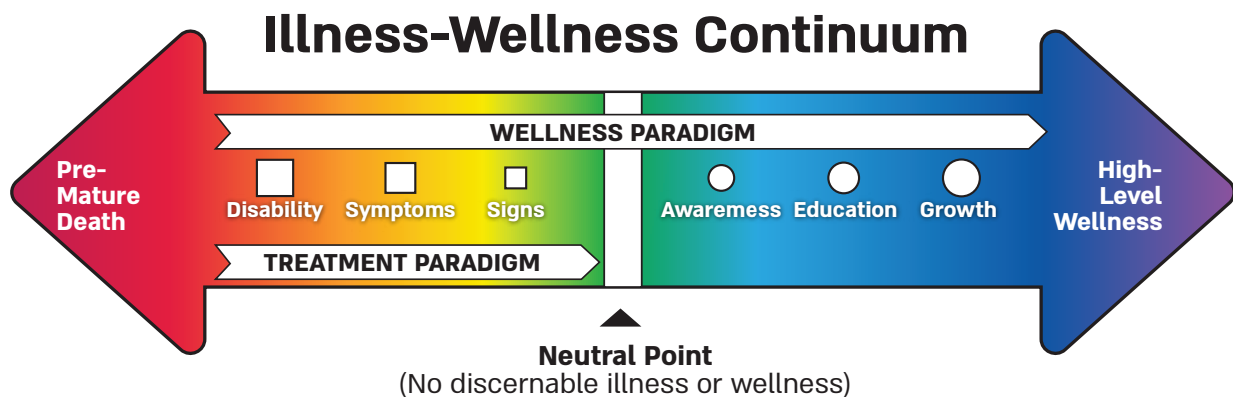 Illness-Wellness Continuum
WELLNESS PARADIGM
Pre-
Mature
Death
Disability
Symptoms
Signs
Awaremess
Education
Growth
High-
Level
Wellness
TREATMENT PARADIGM
Neutral Point
(No discernable illness or wellness)